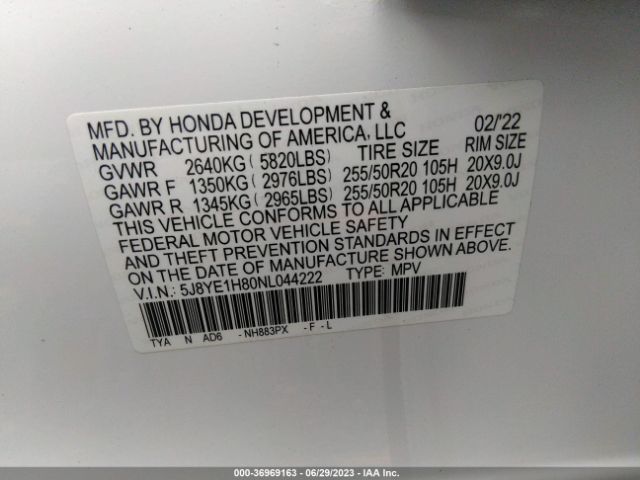 MFD. BY HONDA DEVELOPMENT &
MANUFACTURING OF AMERICA, LLC 02/'22
GVWR 2640KG ( 5820LBS) TIRE SIZE RIM SIZE
GAWR F 1350KG ( 2976LBS) 255/50R20 105H 20X9.0J
GAWR R 1345KG ( 2965LBS) 255/50R20 105H 20X9.0J
THIS VEHICLE CONFORMS TO ALL APPLICABLE
FEDERAL MOTOR VEHICLE SAFETY
AND THEFT PREVENTION STANDARDS IN EFFECT
ON THE DATE OF MANUFACTURE SHOWN ABOVE.
V.I.N.: 5J8YE1H80NL044222 TYPE: MPV
TYA N AD6 - NH883PX - F - L
000-36969163 | 06/29/2023 - IAA Inc.